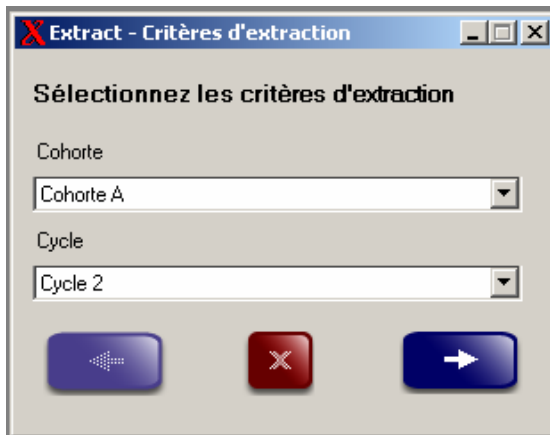 Extract - Critères d'extraction
Sélectionnez les critères d'extraction
Cohorte
Cohorte A
Cycle
Cycle 2